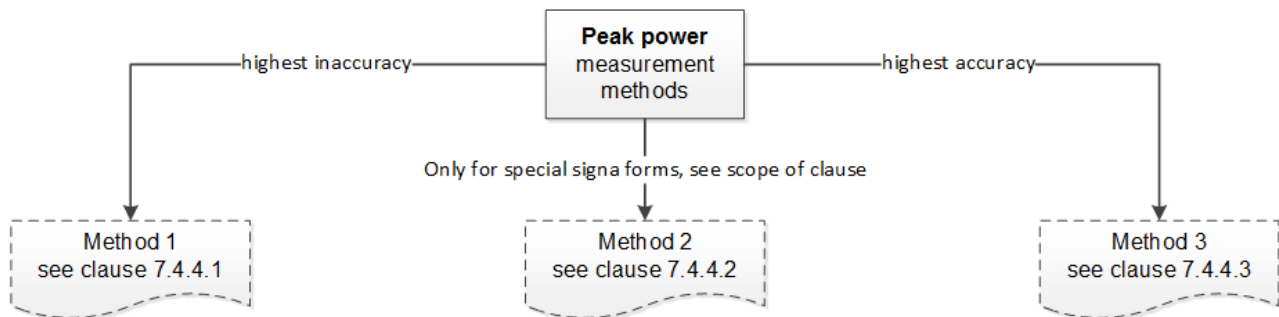 Peak power
measurement
methods
highest inaccuracy
highest accuracy
Only for special signa forms, see scope of clause
Method 1
see clause 7.4.4.1
Method 2
see clause 7.4.4.2
Method 3
see clause 7.4.4.3